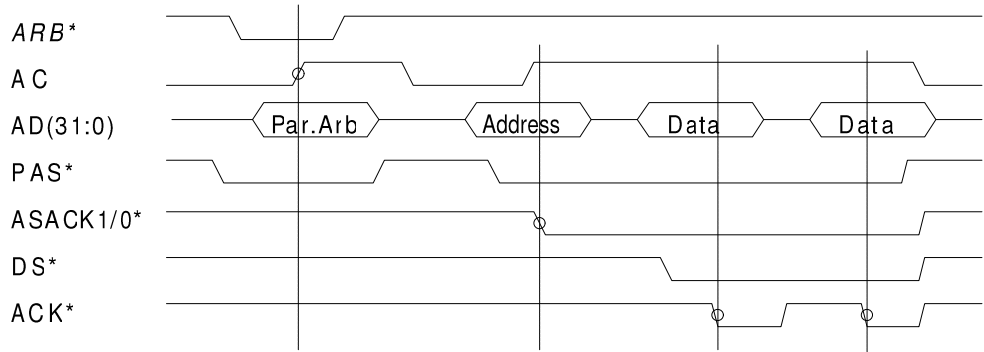 ARB*
AC
AD(31:0) Par.Arb Address Data Data
PAS*
ASACK1/0*
DS*
ACK*